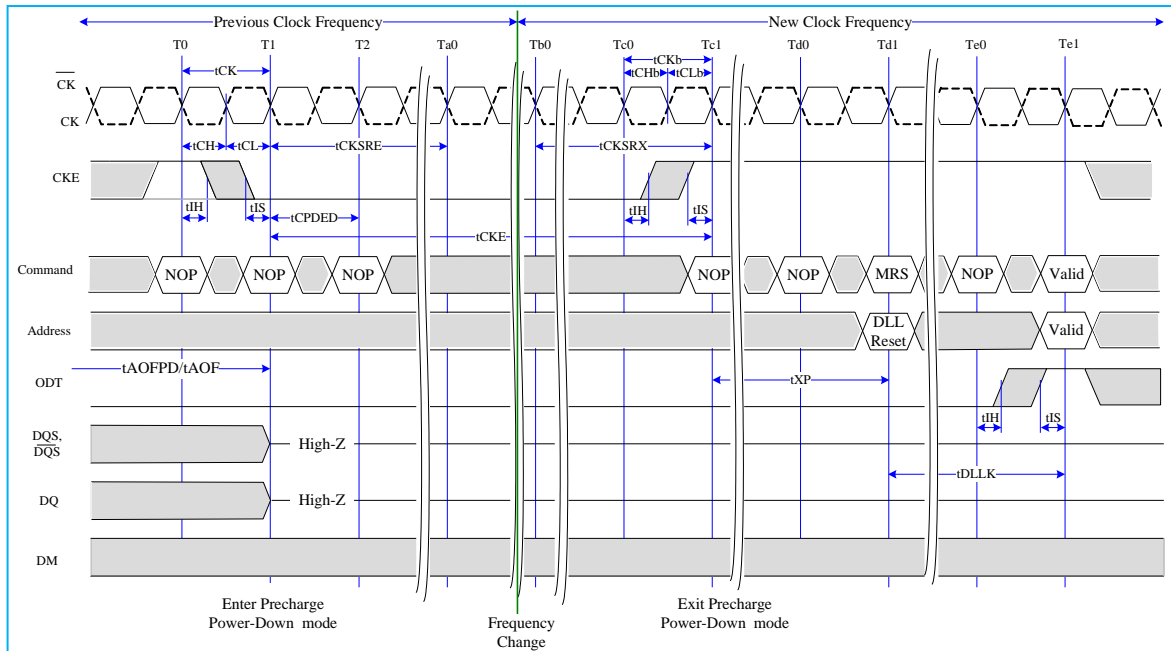 Previous Clock Frequency New Clock Frequency
T0 T1 T2 Ta0 Tb0 Tc0 Tc1 Td0 Td1 Te0 Te1
tCK tCKb
tCHb tCLb
CK
CK
tCH tCL tCKSRE tCKSRX
CKE
tIH tIS tCPDED tIH tIS
tCKE
Command NOP NOP NOP NOP NOP MRS NOP Valid
Address DLL Reset Valid
tAOFPD/tAOF
ODT tXP
tIH tIS
DQS,
DQS High-Z
tDLLK
DQ High-Z
DM
Enter Precharge
Power-Down mode
Frequency
Change
Exit Precharge
Power-Down mode